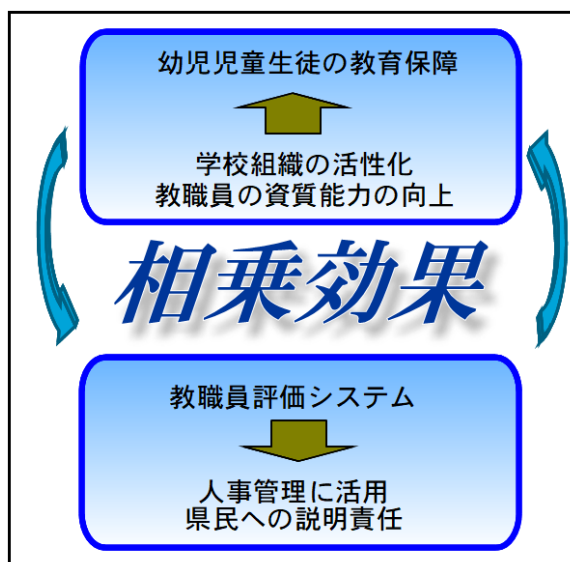 幼児児童生徒の教育保障
学校組織の活性化
教職員の資質能力の向上
相乗効果
教職員評価システム
人事管理に活用
県民への説明責任